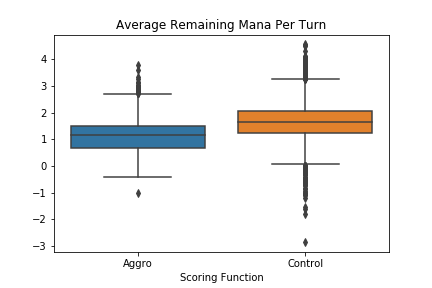 Average Remaining Mana Per Turn
4
3
2
1
0
−1
−2
−3
Aggro Control
Scoring Function